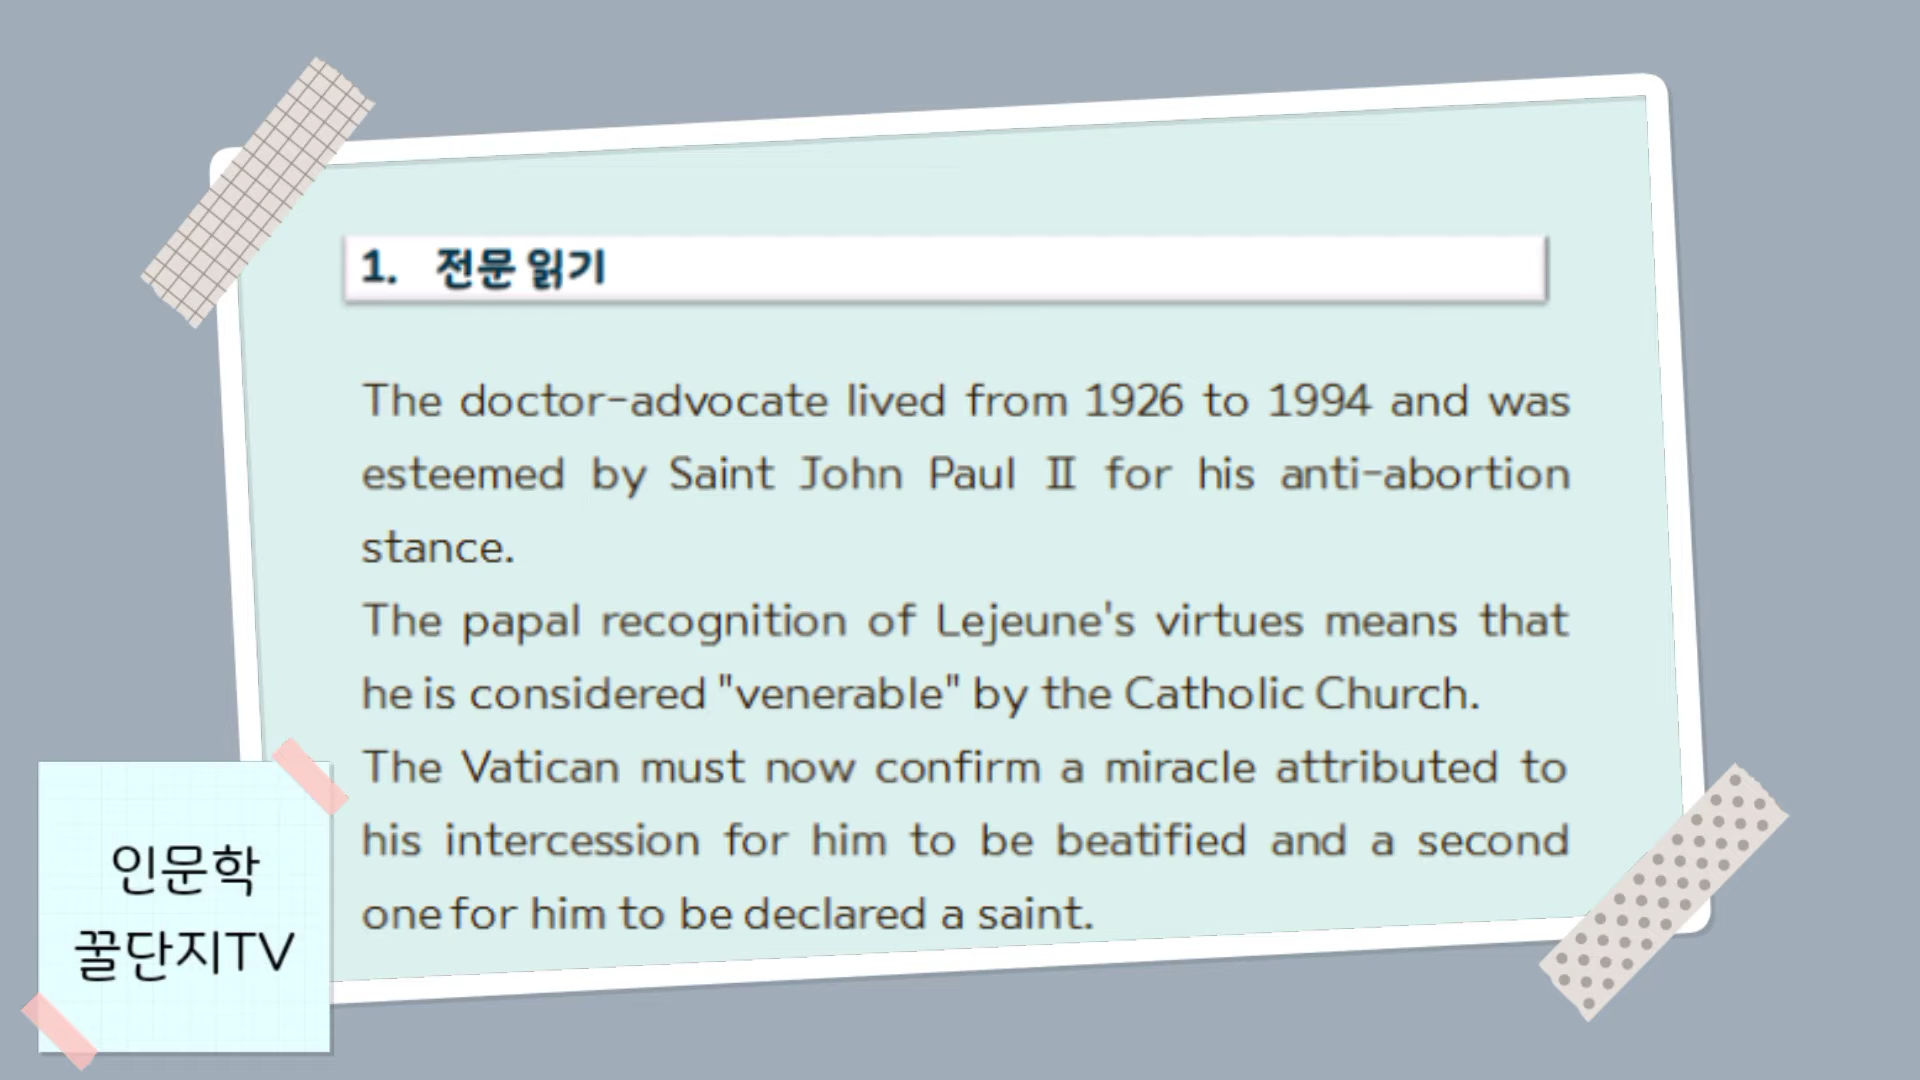 1. 전문 읽기
The doctor-advocate lived from 1926 to 1994 and was
esteemed by Saint John Paul Ⅱ for his anti-abortion
stance.
The papal recognition of Lejeune's virtues means that
he is considered "venerable" by the Catholic Church.
The Vatican must now confirm a miracle attributed to
his intercession for him to be beatified and a second
one for him to be declared a saint.
인문학
꿀단지TV